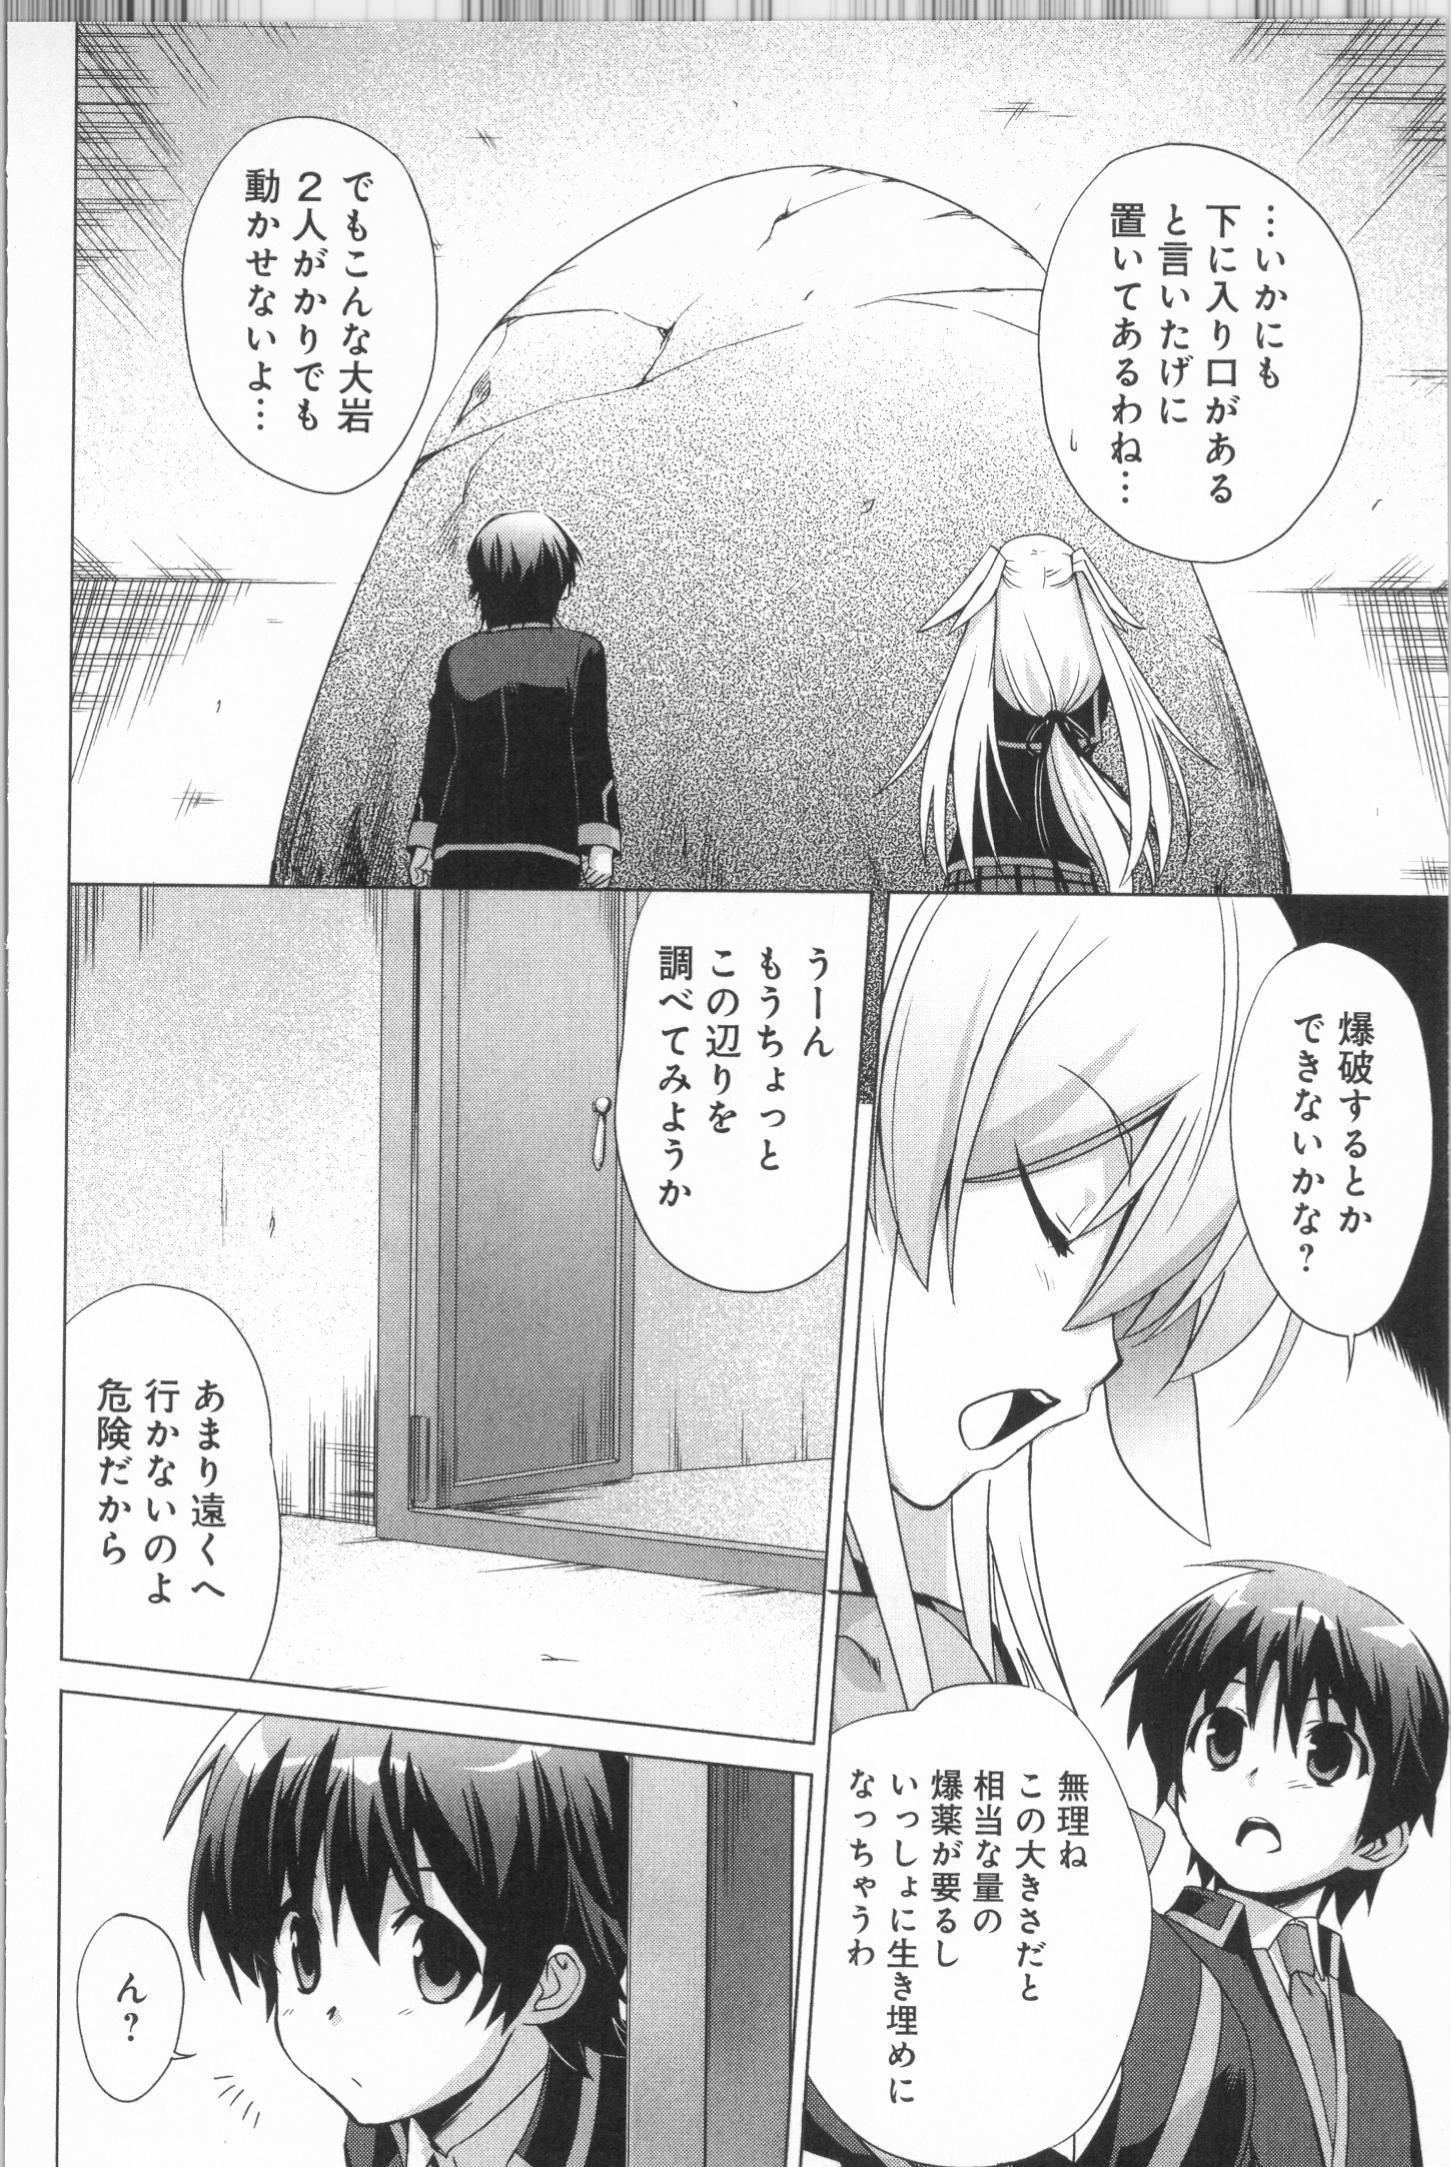 …いかにも
下に入り口がある
と言いたげに
置いてあるわね…
でもこんな大岩
2人がかりでも
動かせないよ…
爆破するとか
できないかな?
無理ね
この大きさだと
相当な量の
爆薬が要るし
いっしょに生き埋めに
なっちゃうわ
うーん
もうちょっと
この辺りを
調べてみようか
あまり遠くへ
行かないのよ
危険だから
ん?